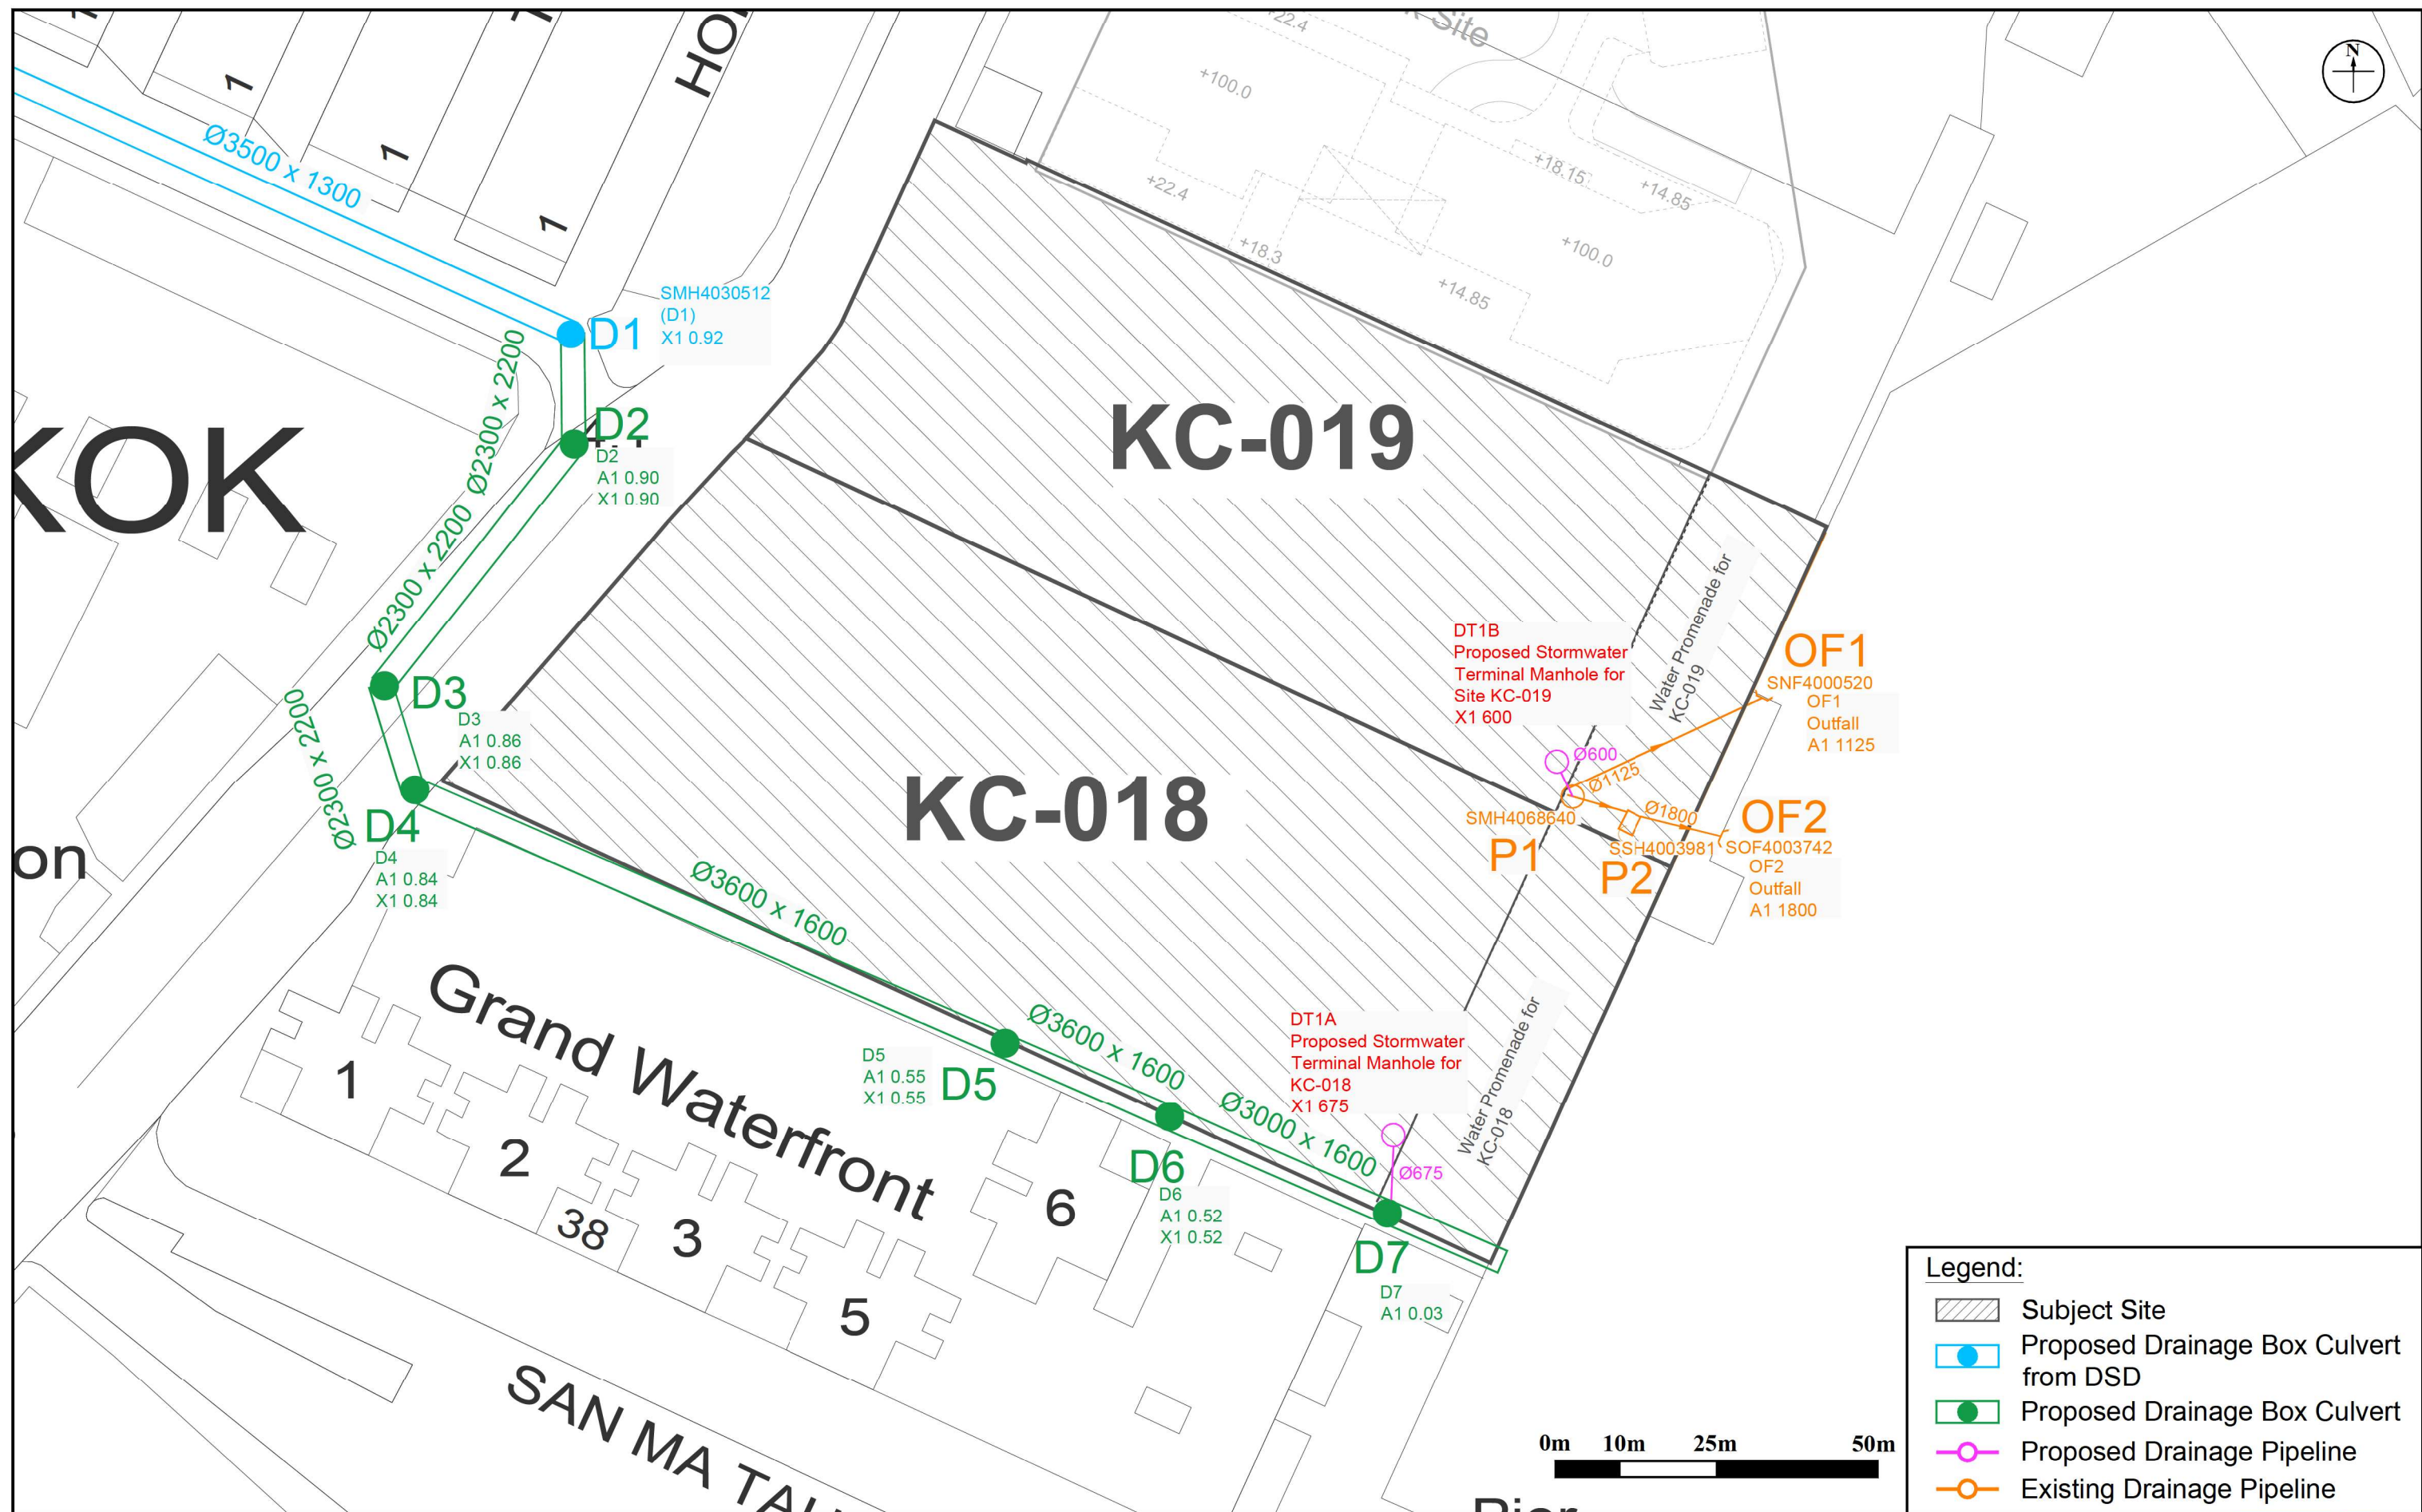 Site
N
+22.4
+100.0
+22.4
+18.15
+14.85
+18.3
+100.0
+14.85
1
1
1
Ø3500 x 1300
SMH4030512
(D1)
X1 0.92
D1
Ø2300 x 2200
D2
D2
A1 0.90
X1 0.90
KC-019
KOK
Ø2300 x 2200
D3
D3
A1 0.86
X1 0.86
Ø2300 x 2200
D4
D4
A1 0.84
X1 0.84
on
KC-018
DT1B
Proposed Stormwater
Terminal Manhole for
Site KC-019
X1 600
Water Promenade for
KC-019
OF1
SNF4000520
OF1
Outfall
A1 1125
Ø600
Ø1125
SMH4068640
P1
Ø1800
SSH4003981
P2
OF2
SOF4003742
OF2
Outfall
A1 1800
Ø3600 x 1600
Grand Waterfront
D5
A1 0.55
X1 0.55
D5
Ø3600 x 1600
DT1A
Proposed Stormwater
Terminal Manhole for
KC-018
X1 675
Water Promenade for
KC-018
Ø3000 x 1600
Ø675
D6
D6
A1 0.52
X1 0.52
D7
D7
A1 0.03
1
2
38
3
5
6
SAN MA
0m 10m 25m 50m
Legend:
Subject Site
Proposed Drainage Box Culvert
from DSD
Proposed Drainage Box Culvert
Proposed Drainage Pipeline
Existing Drainage Pipeline